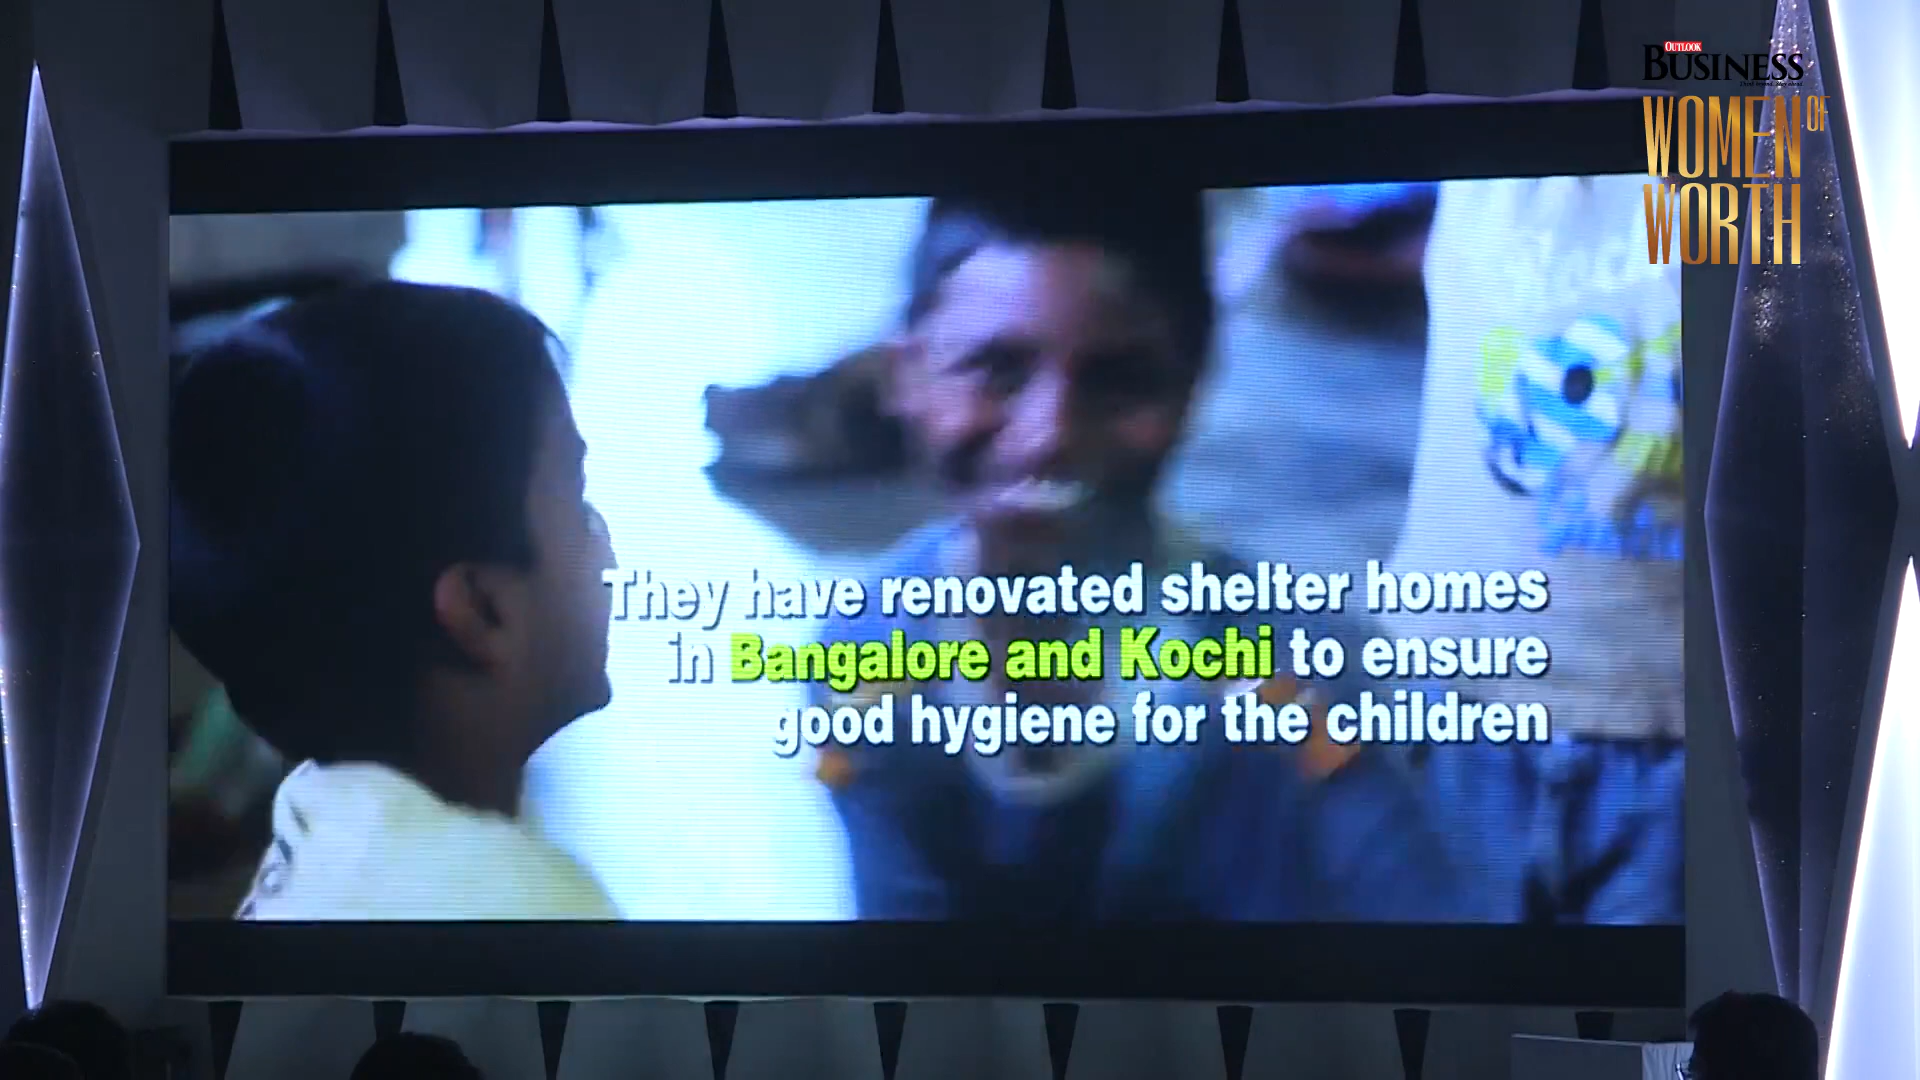 OUTLOOK
BUSINESS
WOMEN OF
WORTH
They have renovated shelter homes
in Bangalore and Kochi to ensure
good hygiene for the children